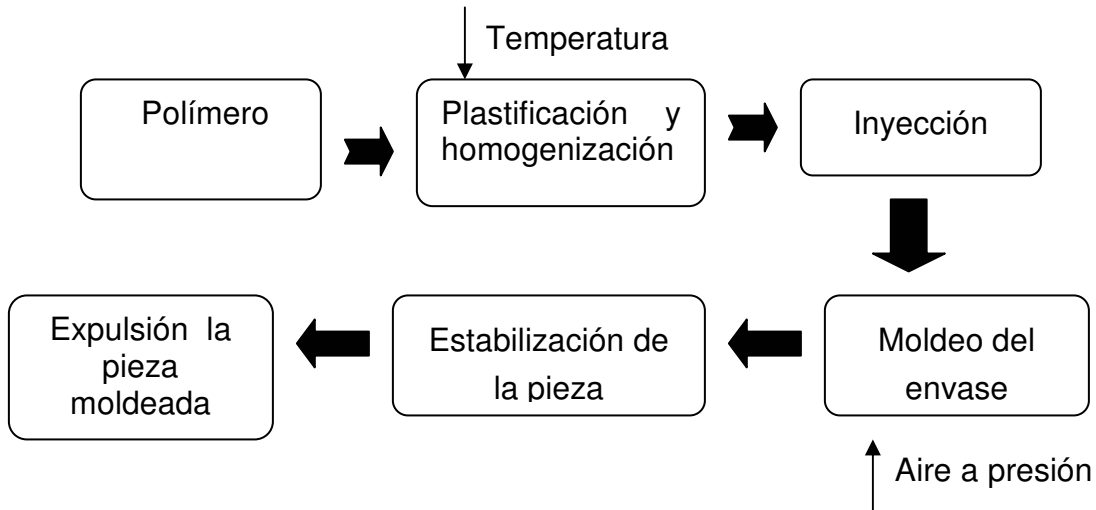 Temperatura
Polímero
Plastificación y
homogenización
Inyección
Expulsión la
pieza
moldeada
Estabilización de
la pieza
Moldeo del
envase
Aire a presión